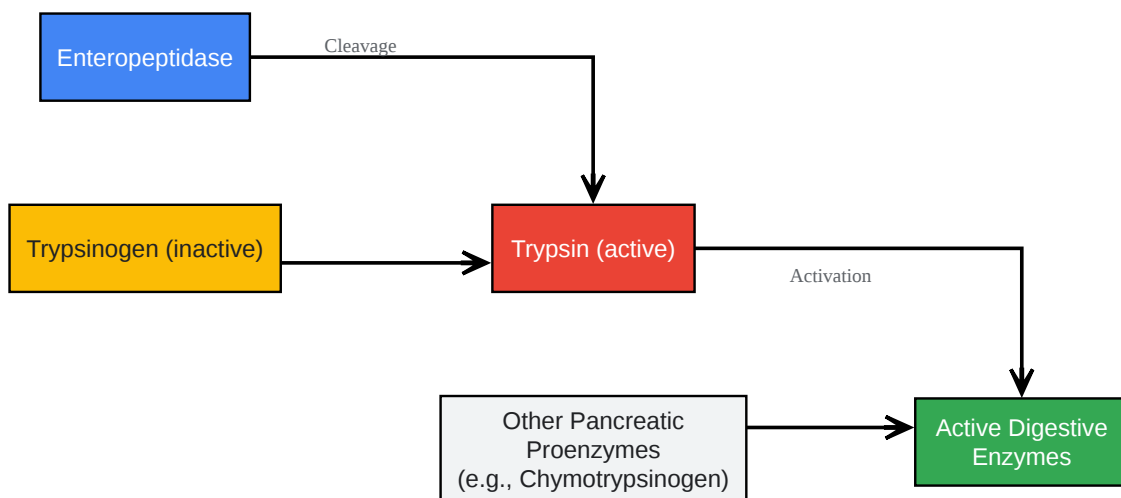 Enteropeptidase
Cleavage
Trypsinogen (inactive)
Trypsin (active)
Activation
Other Pancreatic
Proenzymes
(e.g., Chymotrypsinogen)
Active Digestive
Enzymes